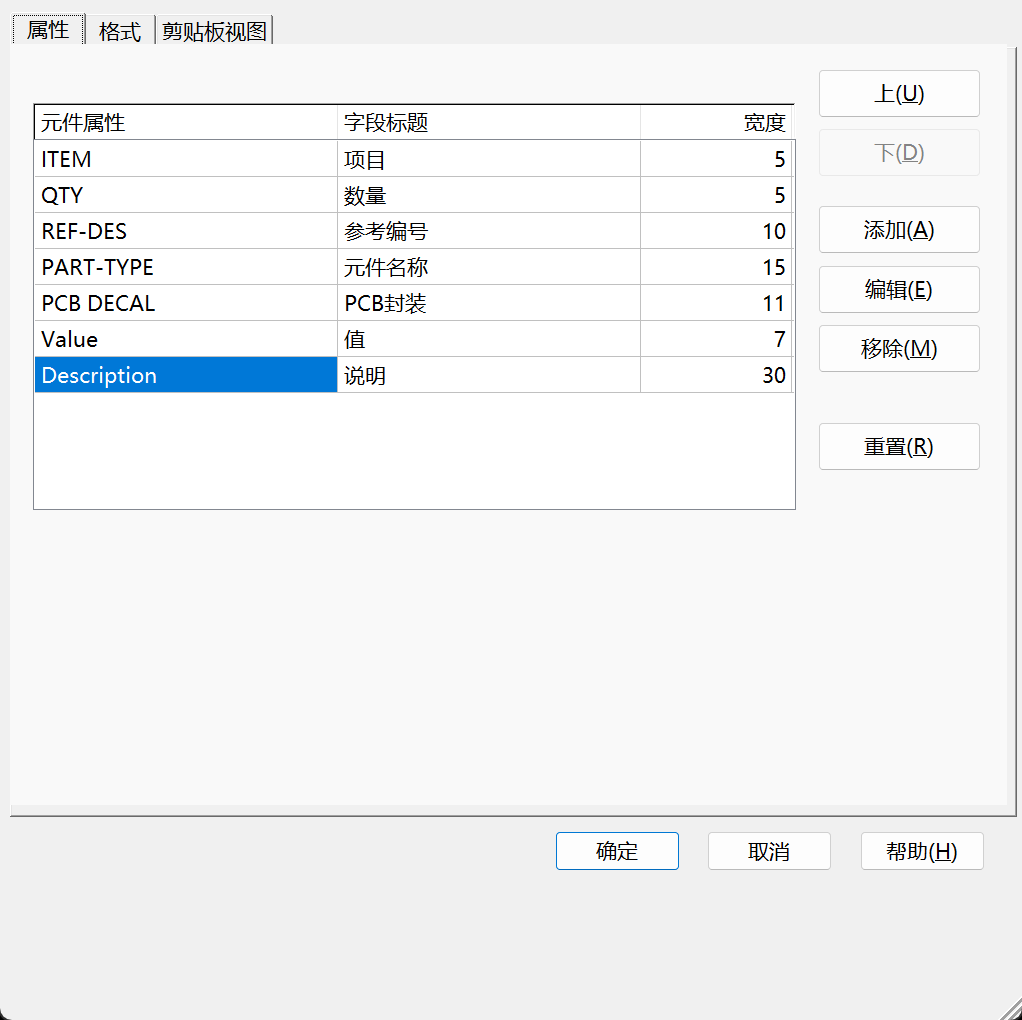 属性 格式 剪贴板视图
上(U)
元件属性 字段标题 宽度
下(D)
ITEM 项目 5
QTY 数量 5
REF-DES 参考编号 10
添加(A)
PART-TYPE 元件名称 15
编辑(E)
PCB DECAL PCB封装 11
Value 值 7
移除(M)
Description 说明 30
重置(R)
确定 取消 帮助(H)